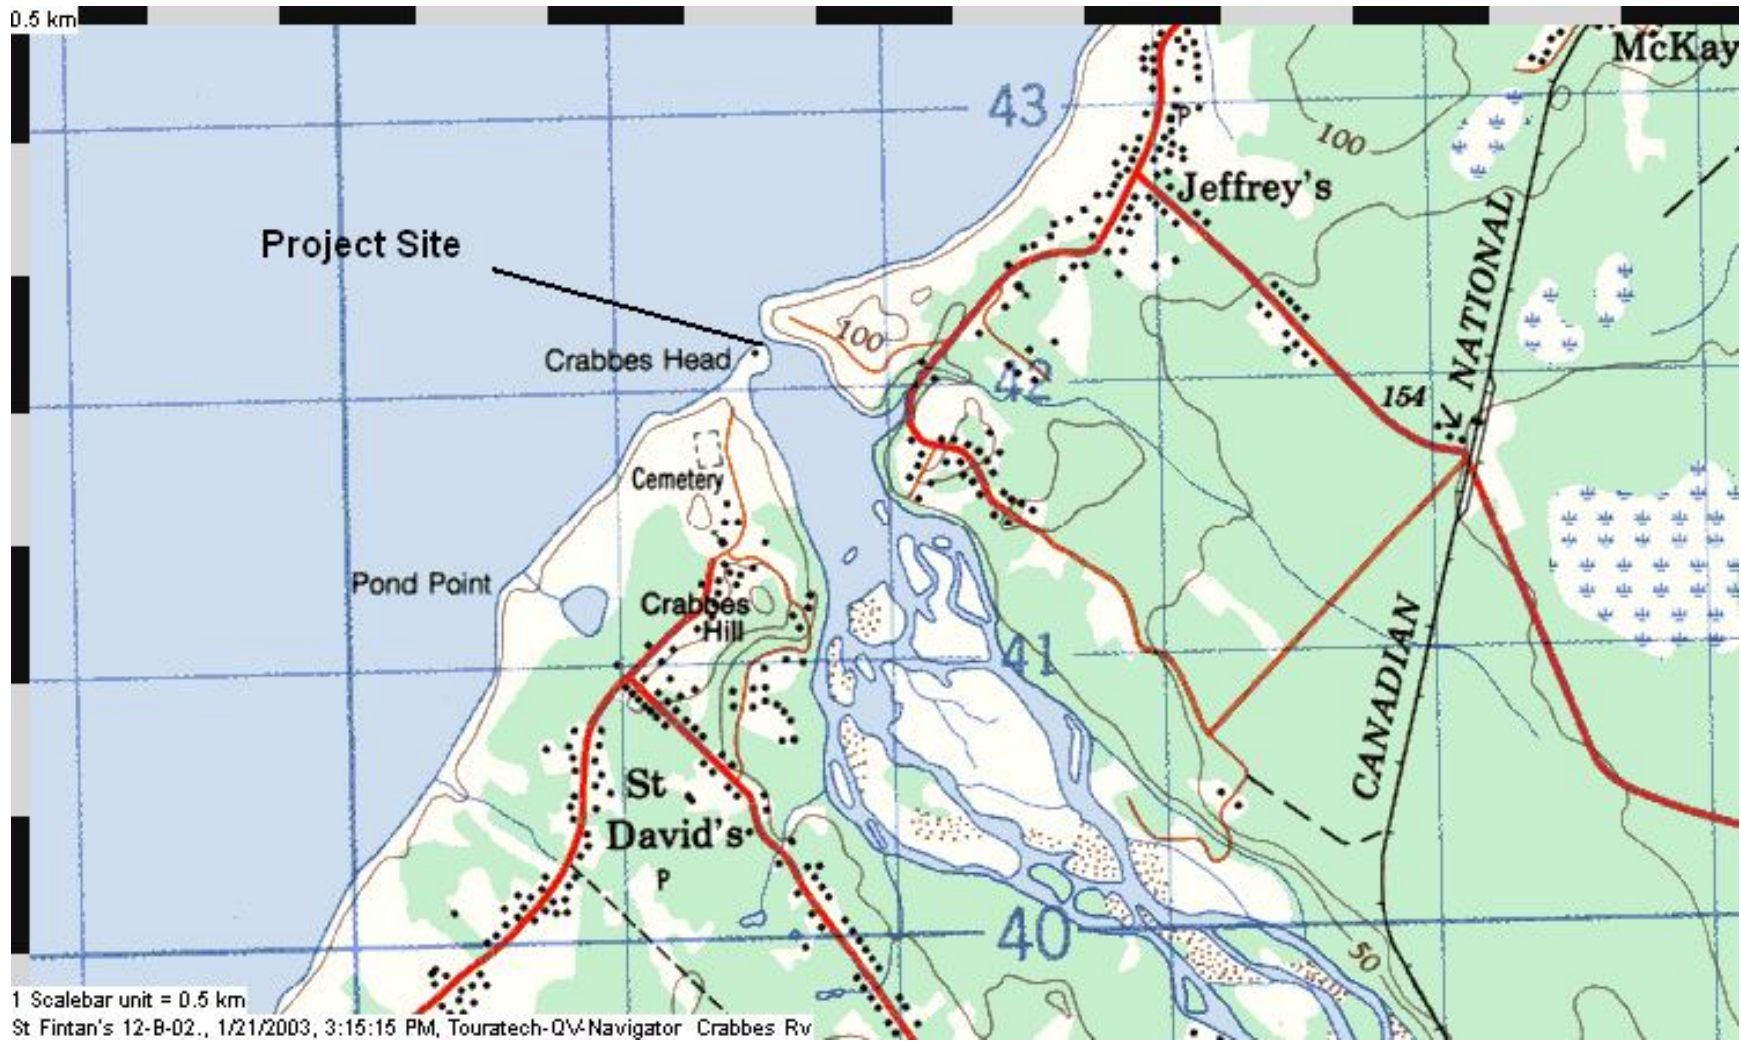 0.5 km
McKay
43
100
P
Jeffrey's
Project Site
NATIONAL
100
Crabbes Head
42
154
Cemetery
Pond Point
Crabbes
Hill
41
CANADIAN
St
David's
P
40
50
1 Scalebar unit = 0.5 km
St Fintan's 12-B-02., 1/21/2003, 3:15:15 PM, Touratech-QV-Navigator Crabbes Rv